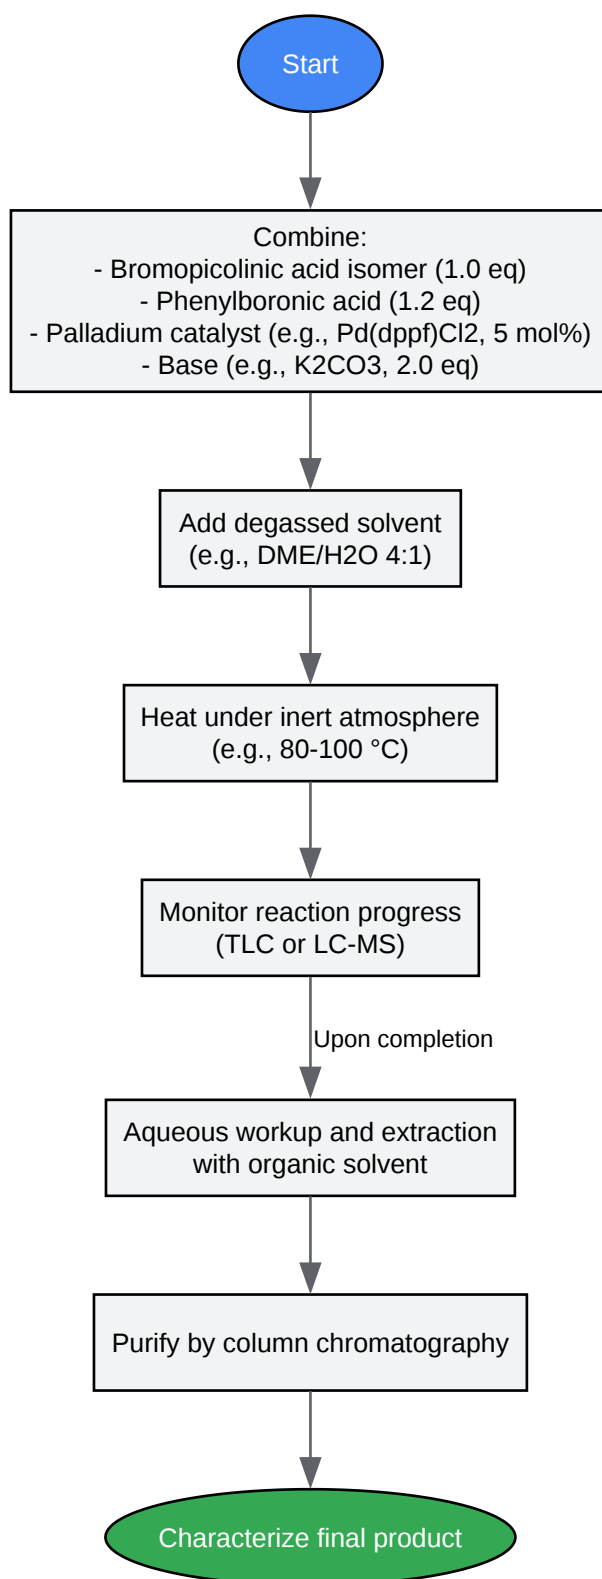 Start
Combine:
- Bromopicolinic acid isomer (1.0 eq)
- Phenylboronic acid (1.2 eq)
- Palladium catalyst (e.g., Pd(dppf)Cl2, 5 mol%)
- Base (e.g., K2CO3, 2.0 eq)
Add degassed solvent
(e.g., DME/H2O 4:1)
Heat under inert atmosphere
(e.g., 80-100 °C)
Monitor reaction progress
(TLC or LC-MS)
Upon completion
Aqueous workup and extraction
with organic solvent
Purify by column chromatography
Characterize final product